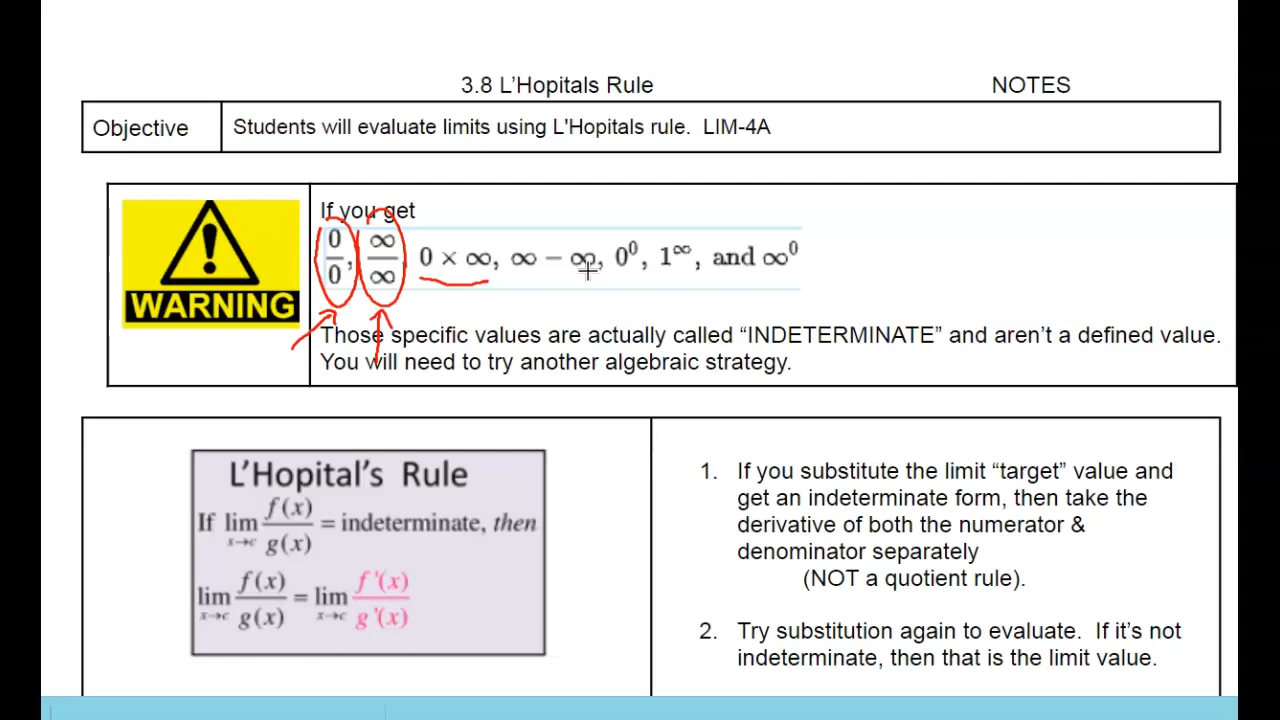 3.8 L'Hopitals Rule NOTES
Objective Students will evaluate limits using L'Hopitals rule. LIM-4A
WARNING
If you get
0/0, ∞/∞ 0 × ∞, ∞ − ∞, 0⁰, 1^∞, and ∞⁰
Those specific values are actually called “INDETERMINATE” and aren't a defined value.
You will need to try another algebraic strategy.
L'Hopital's Rule
If lim x→c f(x)/g(x) = indeterminate, then
lim x→c f(x)/g(x) = lim x→c f'(x)/g'(x)
1. If you substitute the limit “target” value and
get an indeterminate form, then take the
derivative of both the numerator &
denominator separately
(NOT a quotient rule).
2. Try substitution again to evaluate. If it's not
indeterminate, then that is the limit value.